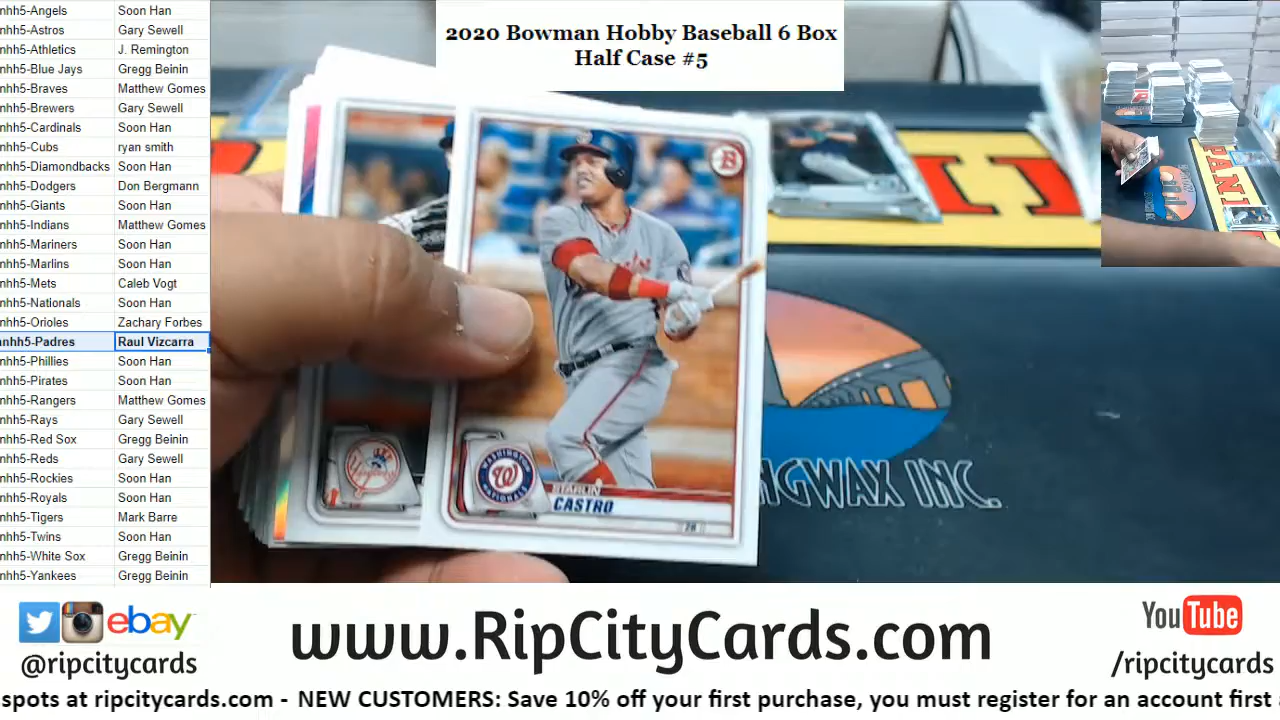 nhh5-Angels Soon Han
nhh5-Astros Gary Sewell
nhh5-Athletics J. Remington
nhh5-Blue Jays Gregg Beinin
nhh5-Braves Matthew Gomes
nhh5-Brewers Gary Sewell
nhh5-Cardinals Soon Han
nhh5-Cubs ryan smith
nhh5-Diamondbacks Soon Han
nhh5-Dodgers Don Bergmann
nhh5-Giants Soon Han
nhh5-Indians Matthew Gomes
nhh5-Mariners Soon Han
nhh5-Marlins Soon Han
nhh5-Mets Caleb Vogt
nhh5-Nationals Soon Han
nhh5-Orioles Zachary Forbes
nhh5-Padres Raul Vizcarra
nhh5-Phillies Soon Han
nhh5-Pirates Soon Han
nhh5-Rangers Matthew Gomes
nhh5-Rays Gary Sewell
nhh5-Red Sox Gregg Beinin
nhh5-Reds Gary Sewell
nhh5-Rockies Soon Han
nhh5-Royals Soon Han
nhh5-Tigers Mark Barre
nhh5-Twins Soon Han
nhh5-White Sox Gregg Beinin
nhh5-Yankees Gregg Beinin
2020 Bowman Hobby Baseball 6 Box
Half Case #5
B
WASHINGTON
W
NATIONALS
STARLIN
CASTRO
2B
Yankees
NGWAX INC.
PANINI
ebay
@ripcitycards
www.RipCityCards.com
YouTube
/ripcitycards
spots at ripcitycards.com - NEW CUSTOMERS: Save 10% off your first purchase, you must register for an account first